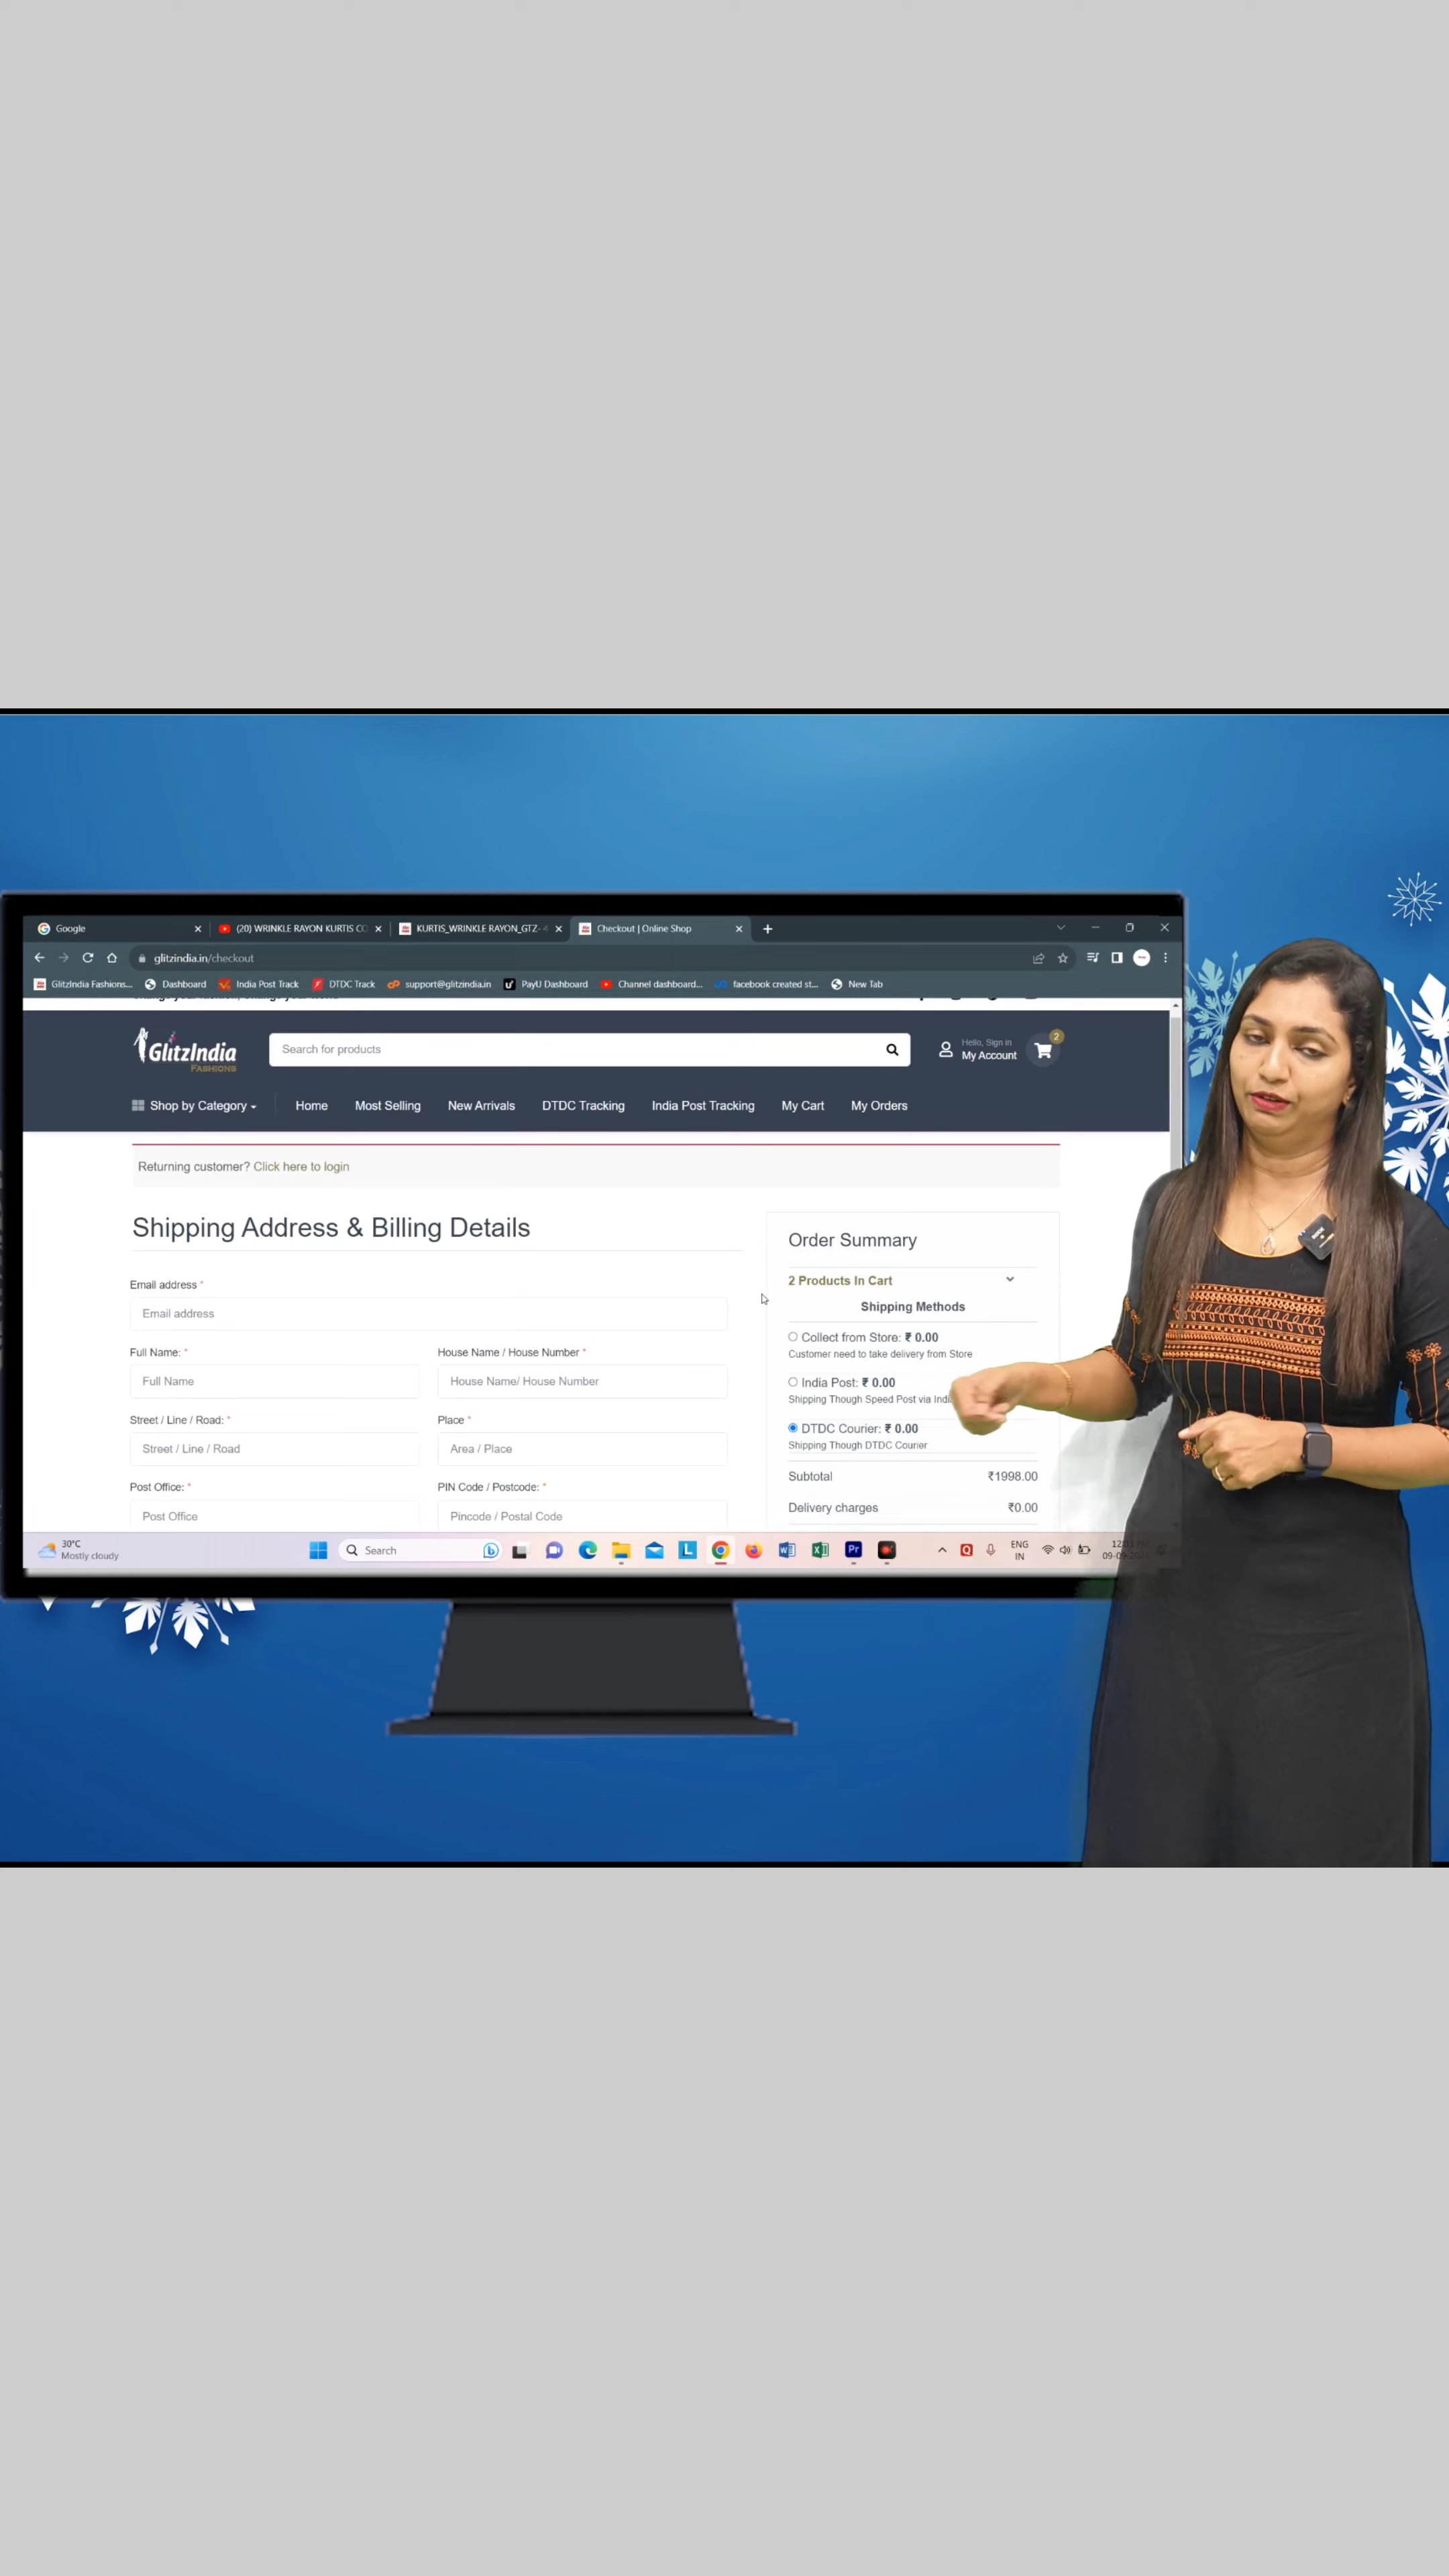 Google
(20) WRINKLE RAYON KURTIS CO
KURTIS_WRINKLE RAYON_GTZ- 4
Checkout | Online Shop
glitzindia.in/checkout
GlitzIndia Fashions...
Dashboard
India Post Track
DTDC Track
support@glitzindia.in
PayU Dashboard
Channel dashboard...
facebook created st...
New Tab
GlitzIndia
FASHIONS
Search for products
Hello, Sign in
My Account
2
Shop by Category
Home
Most Selling
New Arrivals
DTDC Tracking
India Post Tracking
My Cart
My Orders
Returning customer? Click here to login
Shipping Address & Billing Details
Email address *
Email address
Full Name: *
House Name / House Number *
Full Name
House Name/ House Number
Street / Line / Road: *
Place *
Street / Line / Road
Area / Place
Post Office: *
PIN Code / Postcode: *
Post Office
Pincode / Postal Code
Order Summary
2 Products In Cart
Shipping Methods
Collect from Store: ₹ 0.00
Customer need to take delivery from Store
India Post: ₹ 0.00
Shipping Though Speed Post via
DTDC Courier: ₹ 0.00
Shipping Though DTDC Courier
Subtotal ₹1998.00
Delivery charges ₹0.00
30°C
Mostly cloudy
Search
ENG
IN